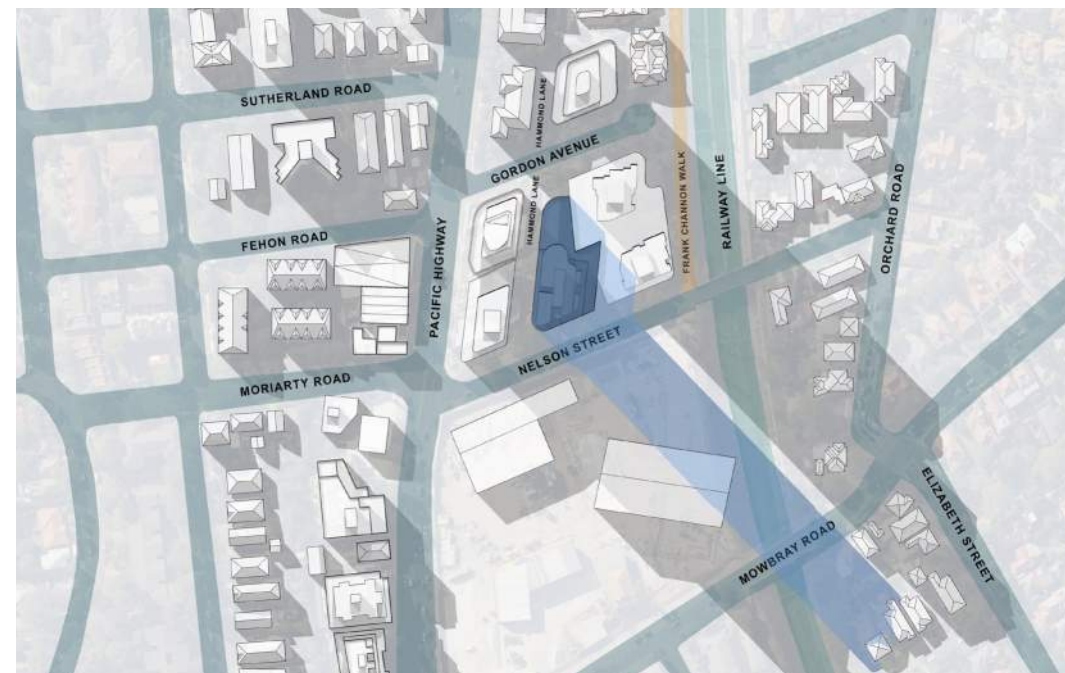 SUTHERLAND ROAD
HAMMOND LANE
GORDON AVENUE
FRANK CHANNON WALK
RAILWAY LINE
ORCHARD ROAD
HAMMOND LANE
FEHON ROAD
PACIFIC HIGHWAY
NELSON STREET
MORIARTY ROAD
MOWBRAY ROAD
ELIZABETH STREET